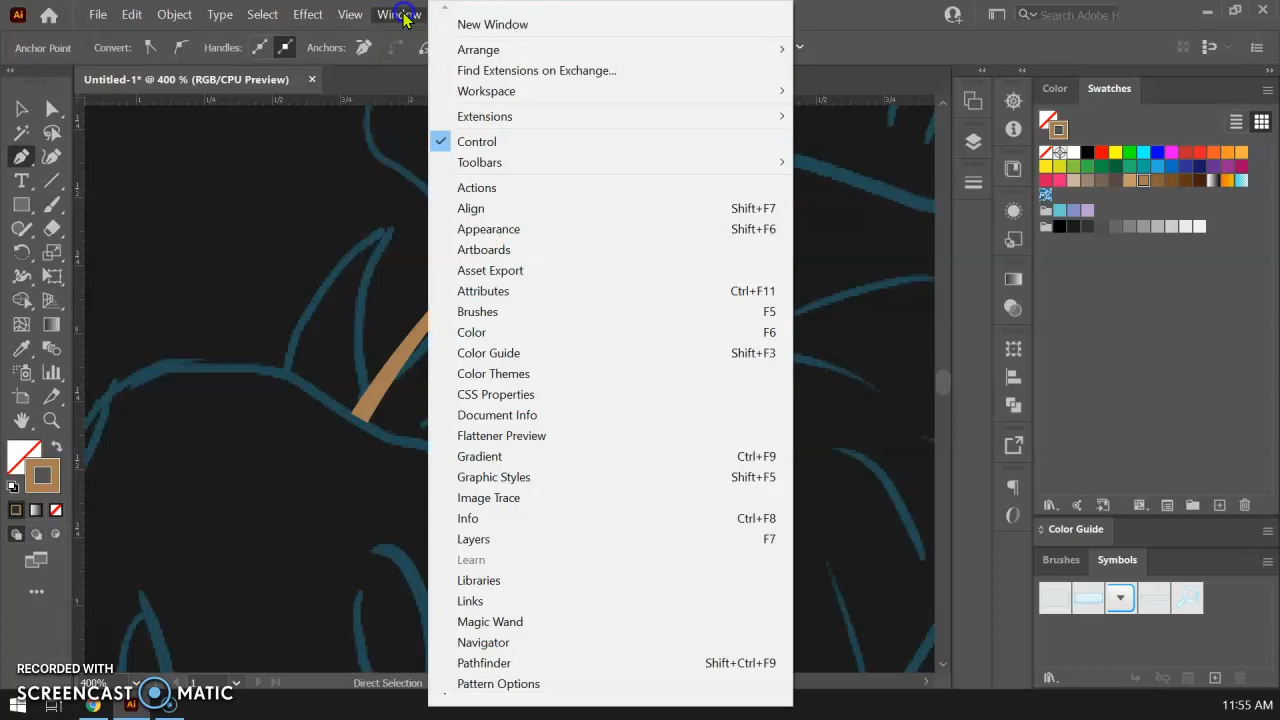 Ai
File
Edit
Object
Type
Select
Effect
View
Window
Search Adobe
Anchor Point
Convert:
Handles:
Anchors:
Untitled-1* @ 400 % (RGB/CPU Preview)
New Window
Arrange
Find Extensions on Exchange...
Workspace
Extensions
Control
Toolbars
Actions
Align Shift+F7
Appearance Shift+F6
Artboards
Asset Export
Attributes Ctrl+F11
Brushes F5
Color F6
Color Guide Shift+F3
Color Themes
CSS Properties
Document Info
Flattener Preview
Gradient Ctrl+F9
Graphic Styles Shift+F5
Image Trace
Info Ctrl+F8
Layers F7
Learn
Libraries
Links
Magic Wand
Navigator
Pathfinder Shift+Ctrl+F9
Pattern Options
Color
Swatches
Color Guide
Brushes
Symbols
400%
1
Direct Selection
RECORDED WITH
SCREENCAST MATIC
Ai
11:55 AM